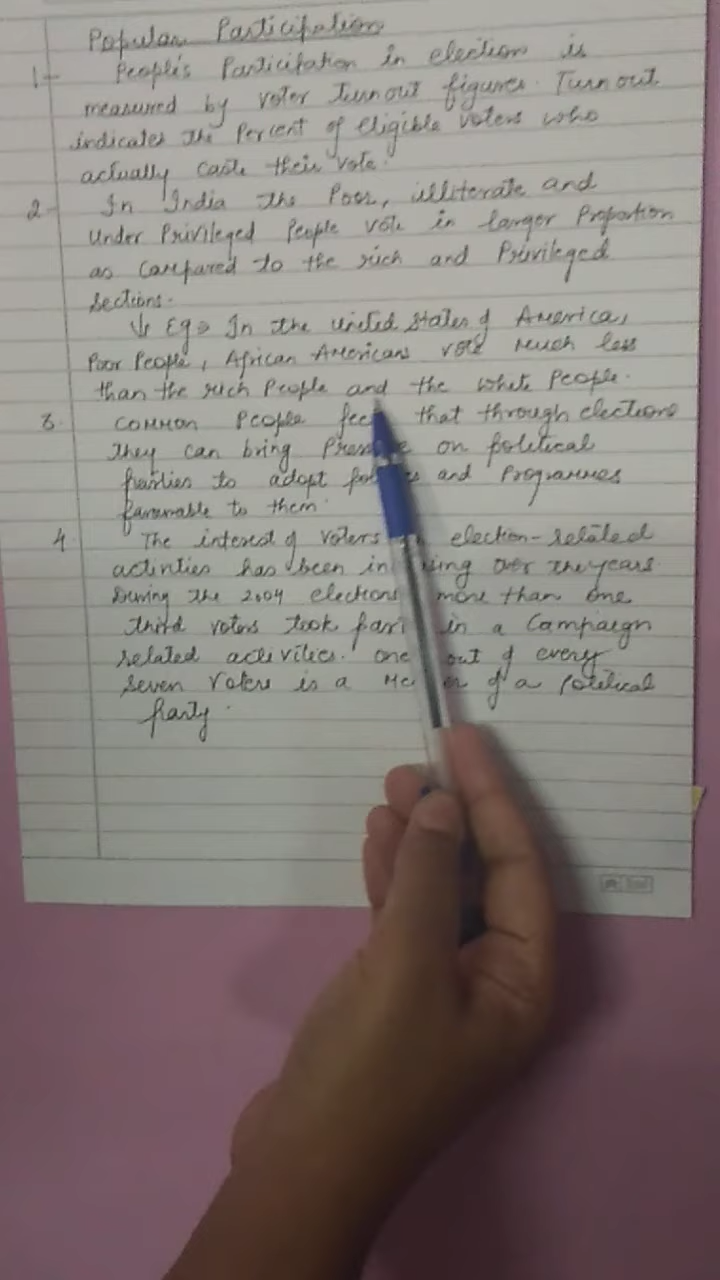 Popular Participation
1- People's Participation in election is
measured by voter turnout figures. Turnout
indicates the Percent of eligible voters who
actually caste their vote.
2- In India the Poor, illiterate and
Under Privileged People vote in larger Proportion
as compared to the rich and Privileged
Sections.
↓ Eg → In the united States of America,
Poor People, African Americans vote much less
than the rich People and the white People.
3. Common People feel that through elections
they can bring on political
parties to adopt and Programmes
favourable to them.
4 The interest of voters election-related
activities has been over the years.
During the 2004 elections more than one
third voters took part in a Campaign
related activities. one out of every
Seven Voters is a of a political
party.